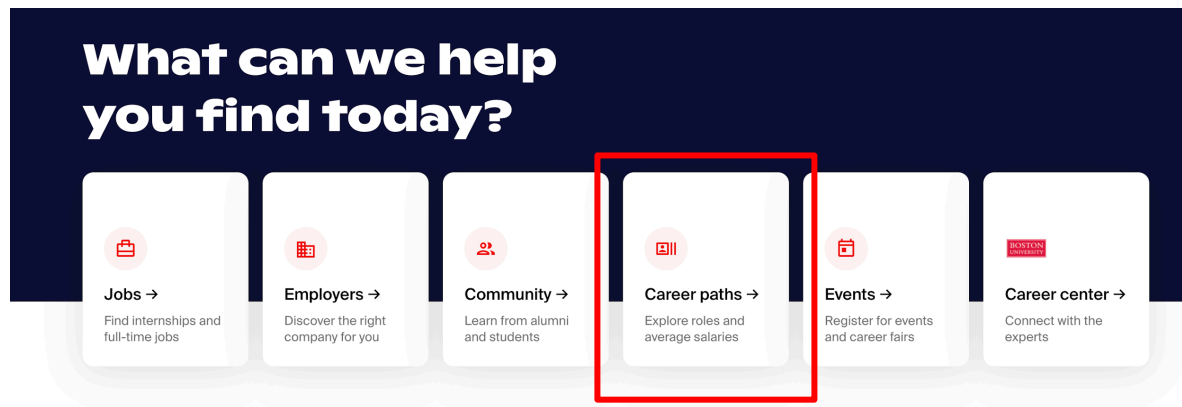 What can we help
you find today?
Jobs →
Find internships and
full-time jobs
Employers →
Discover the right
company for you
Community →
Learn from alumni
and students
Career paths →
Explore roles and
average salaries
Events →
Register for events
and career fairs
BOSTON
UNIVERSITY
Career center →
Connect with the
experts